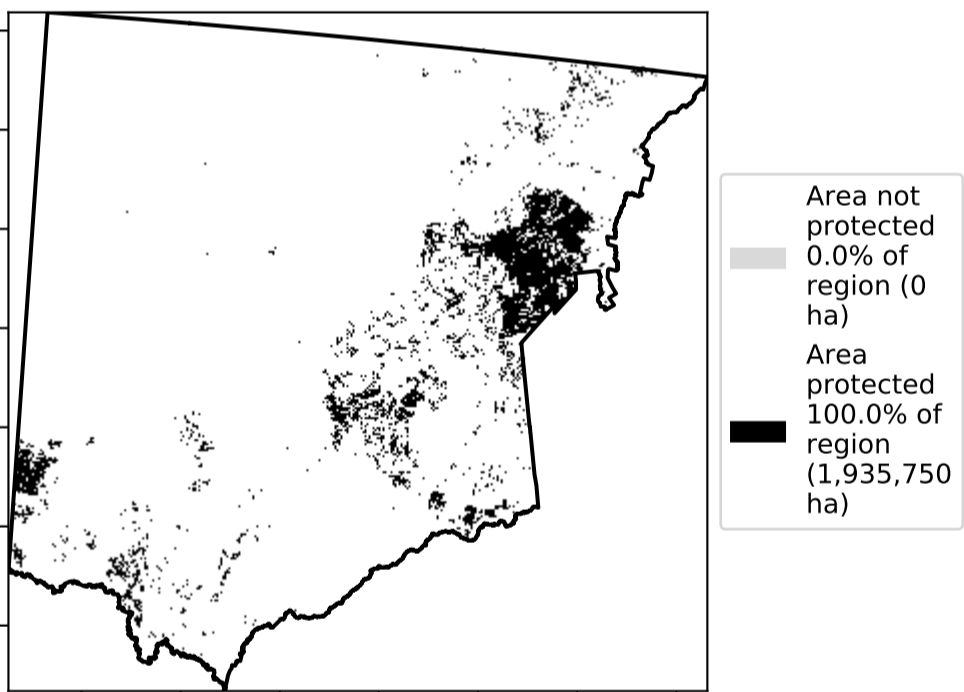 Area not
protected
0.0% of
region (0
ha)
Area
protected
100.0% of
region
(1,935,750
ha)